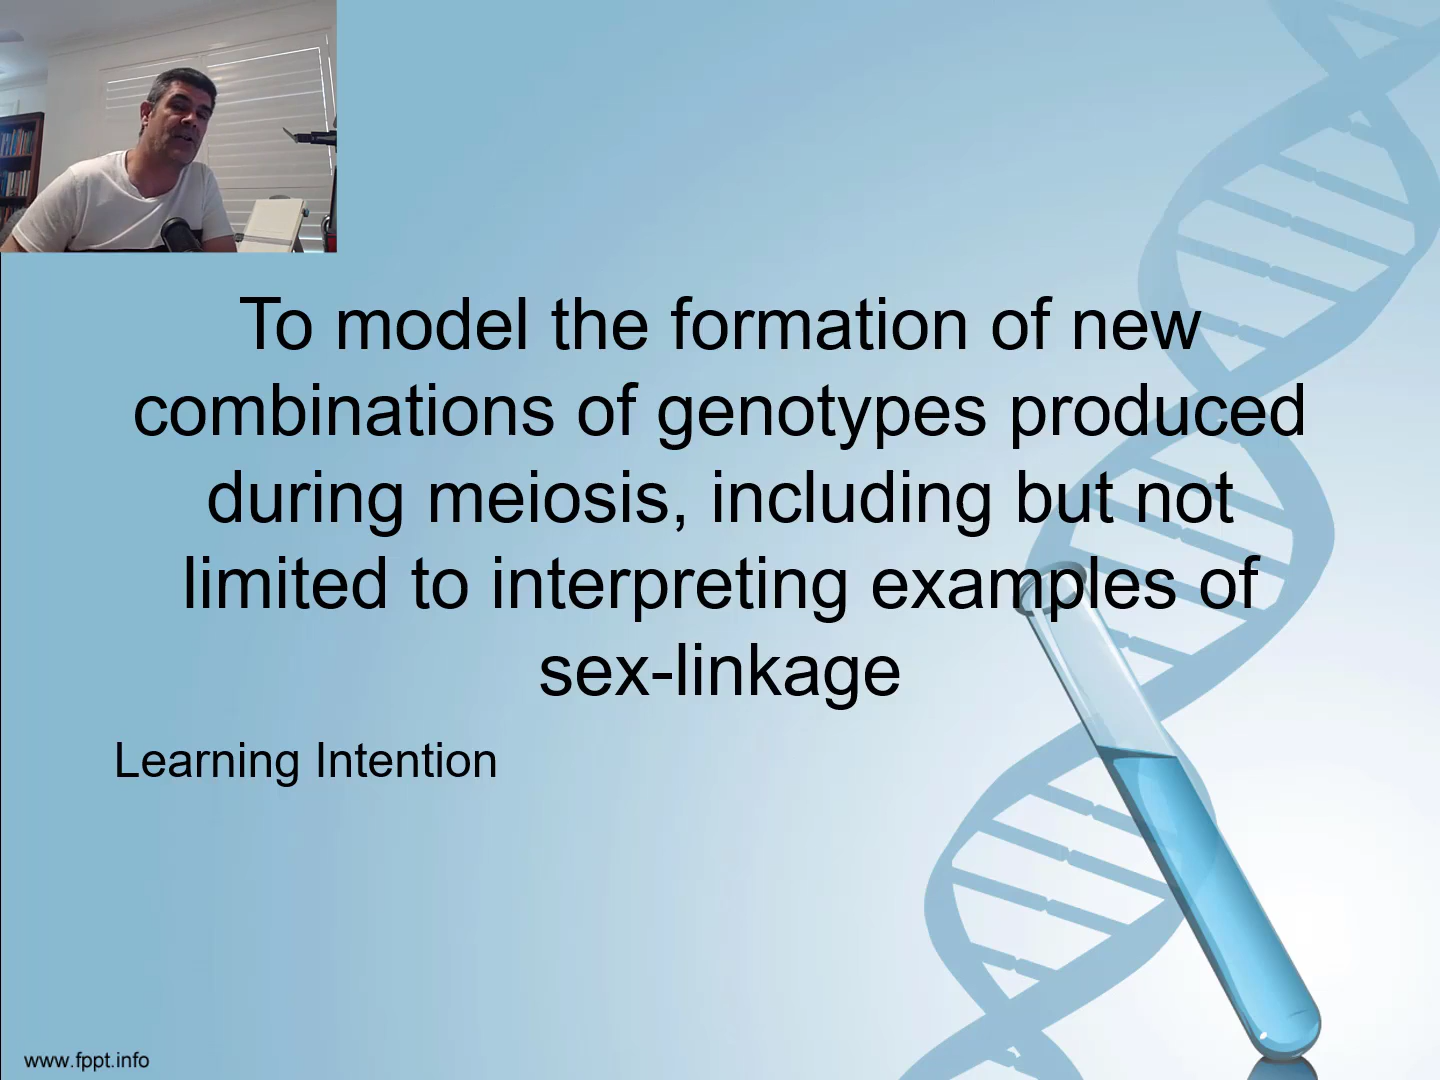 To model the formation of new
combinations of genotypes produced
during meiosis, including but not
limited to interpreting examples of
sex-linkage
Learning Intention
www.fppt.info